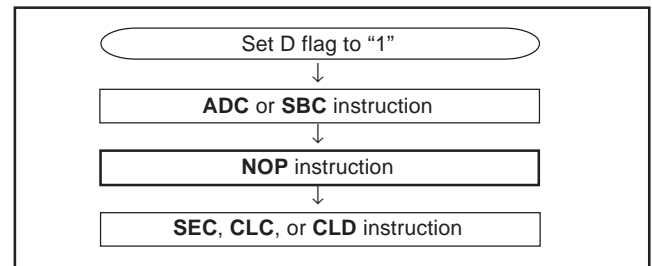 Set D flag to “1”
ADC or SBC instruction
NOP instruction
SEC, CLC, or CLD instruction